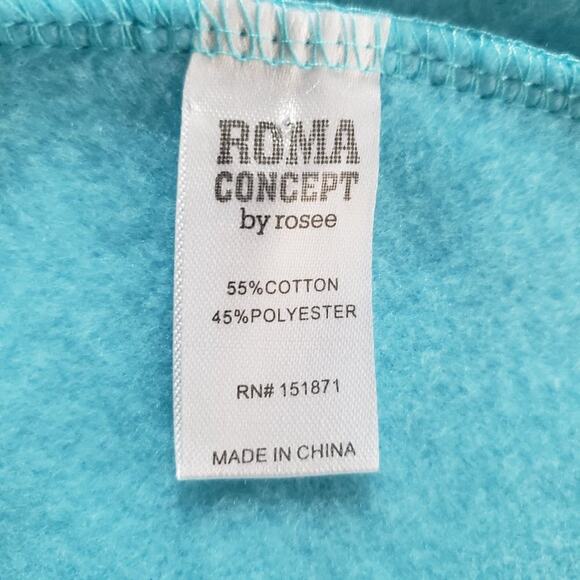 ROMA
CONCEPT
by rosee
55%COTTON
45%POLYESTER
RN# 151871
MADE IN CHINA